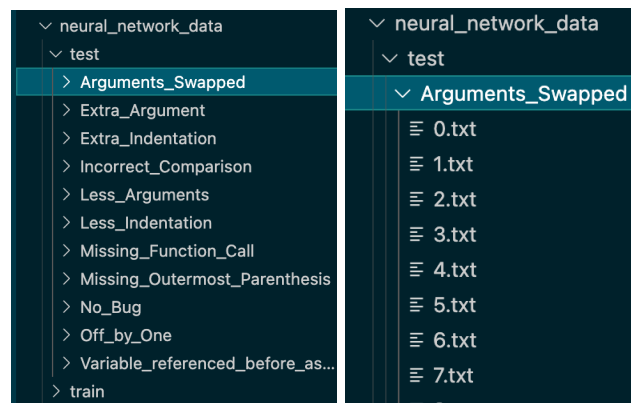 neural_network_data
test
Arguments_Swapped
Extra_Argument
Extra_Indentation
Incorrect_Comparison
Less_Arguments
Less_Indentation
Missing_Function_Call
Missing_Outermost_Parenthesis
No_Bug
Off_by_One
Variable_referenced_before_as...
train
neural_network_data
test
Arguments_Swapped
0.txt
1.txt
2.txt
3.txt
4.txt
5.txt
6.txt
7.txt